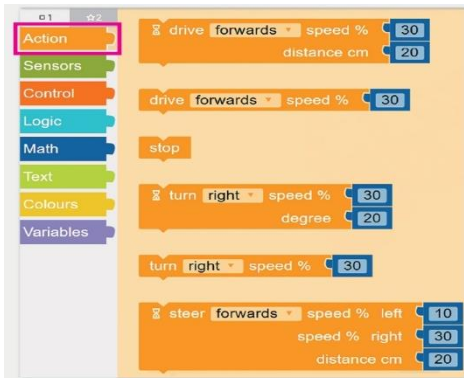 1 2
Action
Sensors
Control
Logic
Math
Text
Colours
Variables
drive forwards speed % 30
distance cm 20
drive forwards speed % 30
stop
turn right speed % 30
degree 20
turn right speed % 30
steer forwards speed % left 10
speed % right 30
distance cm 20